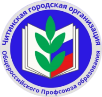 Читинская городская организация
Общероссийского Профсоюза образования